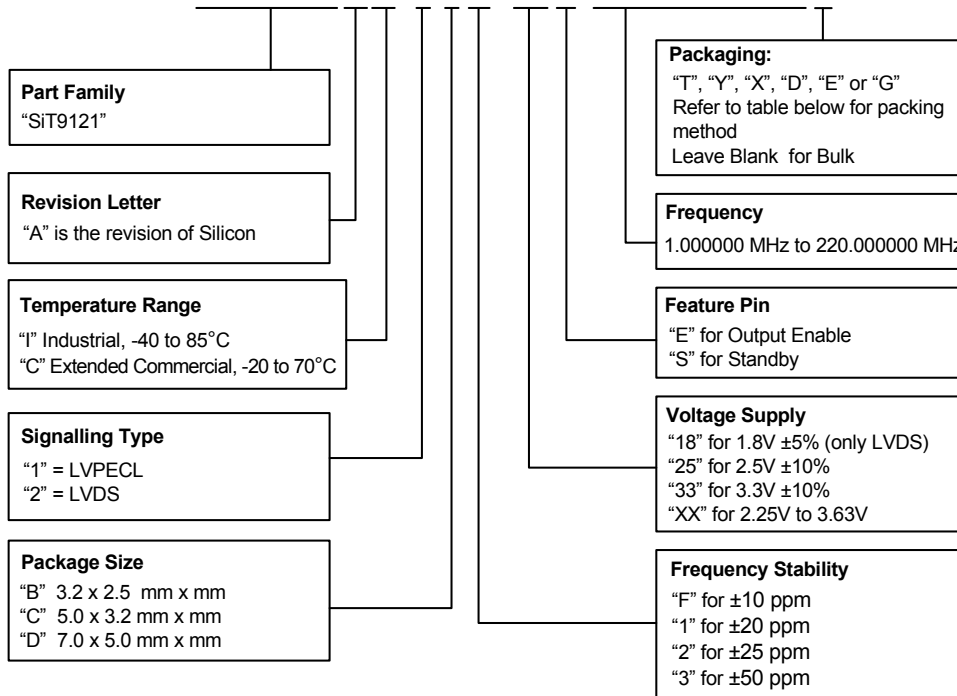 Part Family
“SiT9121”
Revision Letter
“A” is the revision of Silicon
Temperature Range
“I” Industrial, -40 to 85°C
“C” Extended Commercial, -20 to 70°C
Signalling Type
“1” = LVPECL
“2” = LVDS
Package Size
“B” 3.2 x 2.5 mm x mm
“C” 5.0 x 3.2 mm x mm
“D” 7.0 x 5.0 mm x mm
Packaging:
“T”, “Y”, “X”, “D”, “E” or “G”
Refer to table below for packing
method
Leave Blank for Bulk
Frequency
1.000000 MHz to 220.000000 MHz
Feature Pin
“E” for Output Enable
“S” for Standby
Voltage Supply
“18” for 1.8V ±5% (only LVDS)
“25” for 2.5V ±10%
“33” for 3.3V ±10%
“XX” for 2.25V to 3.63V
Frequency Stability
“F” for ±10 ppm
“1” for ±20 ppm
“2” for ±25 ppm
“3” for ±50 ppm